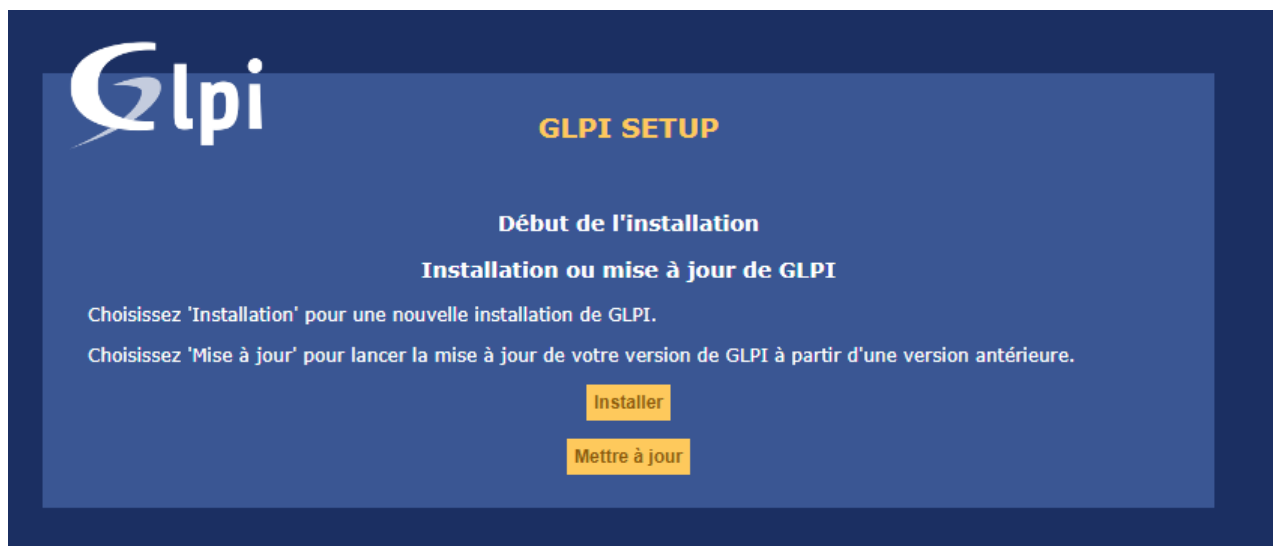 Glpi
GLPI SETUP
Début de l'installation
Installation ou mise à jour de GLPI
Choisissez 'Installation' pour une nouvelle installation de GLPI.
Choisissez 'Mise à jour' pour lancer la mise à jour de votre version de GLPI à partir d'une version antérieure.
Installer
Mettre à jour